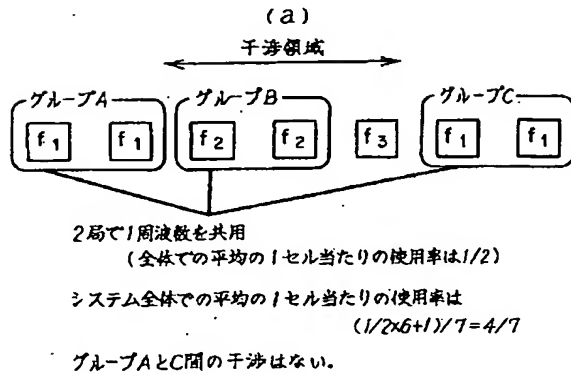 (a)
干渉領域
グループA グループB グループC
f1 f1 f2 f2 f3 f1 f1
2局で1周波数を共用
(全体での平均の1セル当たりの使用率は1/2)
システム全体での平均の1セル当たりの使用率は
(1/2×6+1)/7=4/7
グループAとC間の干渉はない.